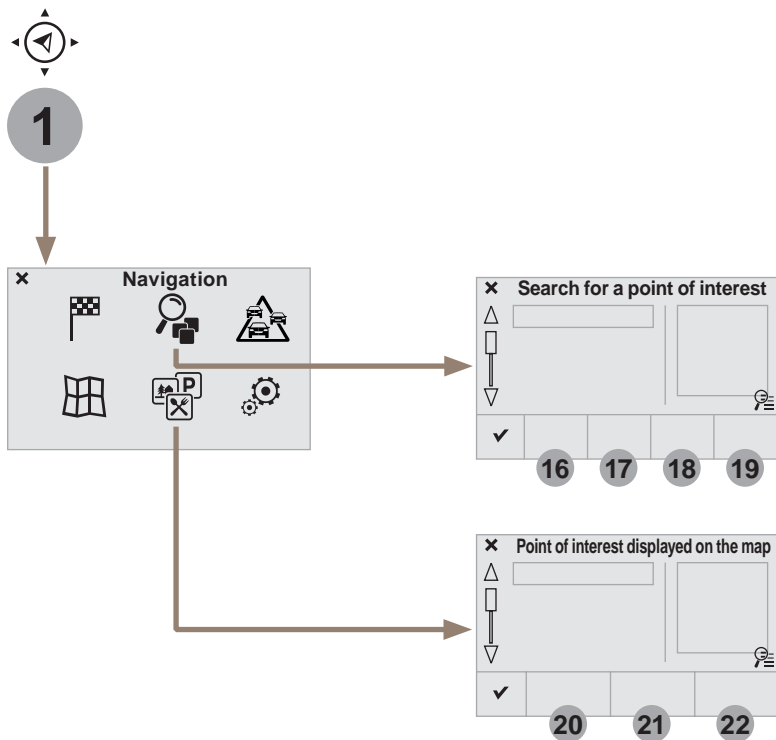 1
Navigation
P
Search for a point of interest
16 17 18 19
Point of interest displayed on the map
20 21 22